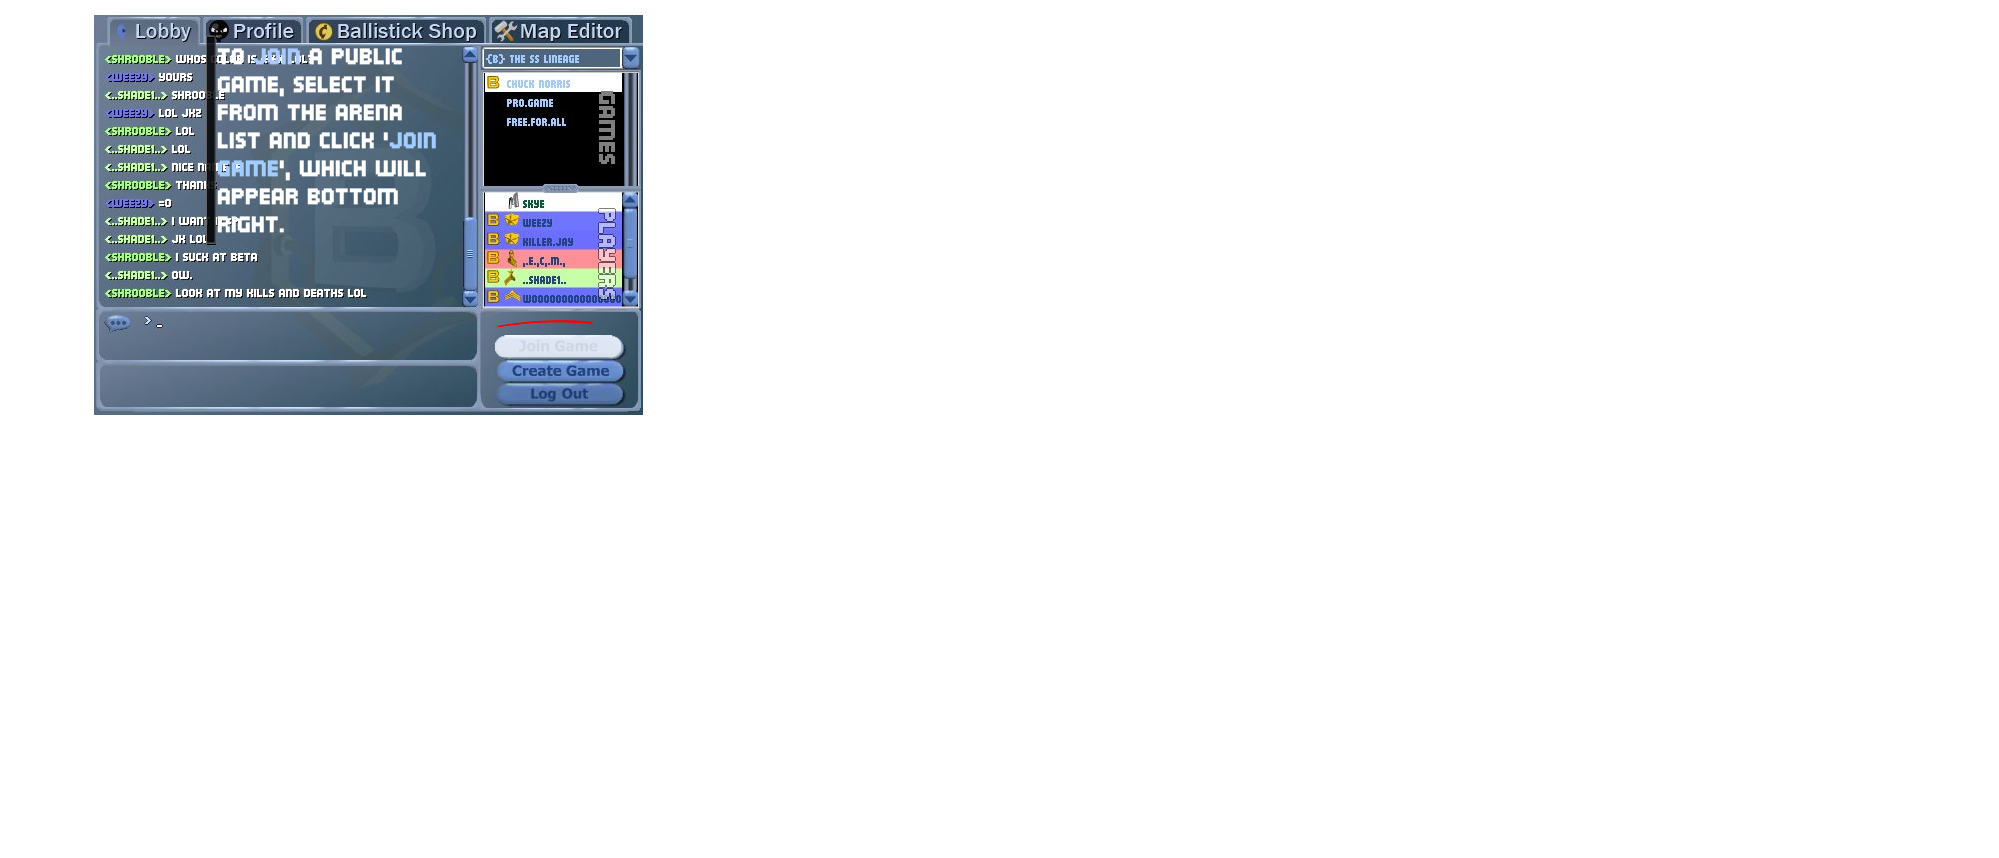 Lobby
Profile
Ballistick Shop
Map Editor
<SHROOBLE> WHOS
<WEEZY> YOURS
<..SHADE1..> SHROO
<WEEZY> LOL JKZ
<SHROOBLE> LOL
<..SHADE1..> LOL
<..SHADE1..> NICE
<SHROOBLE> THANKS
<WEEZY> =O
<..SHADE1..> I WANT
<..SHADE1..> JK LOL
<SHROOBLE> I SUCK AT BETA
<..SHADE1..> OW.
<SHROOBLE> LOOK AT MY KILLS AND DEATHS LOL
TO JOIN A PUBLIC
GAME, SELECT IT
FROM THE ARENA
LIST AND CLICK 'JOIN
GAME', WHICH WILL
APPEAR BOTTOM
RIGHT.
{B} THE SS LINEAGE
B CHUCK NORRIS
PRO.GAME
FREE.FOR.ALL
GAMES
SKYE
B WEEZY
B KILLER.JAY
B ,.E.,C,.M.,
B ..SHADE1..
PLAYERS
>_
Join Game
Create Game
Log Out